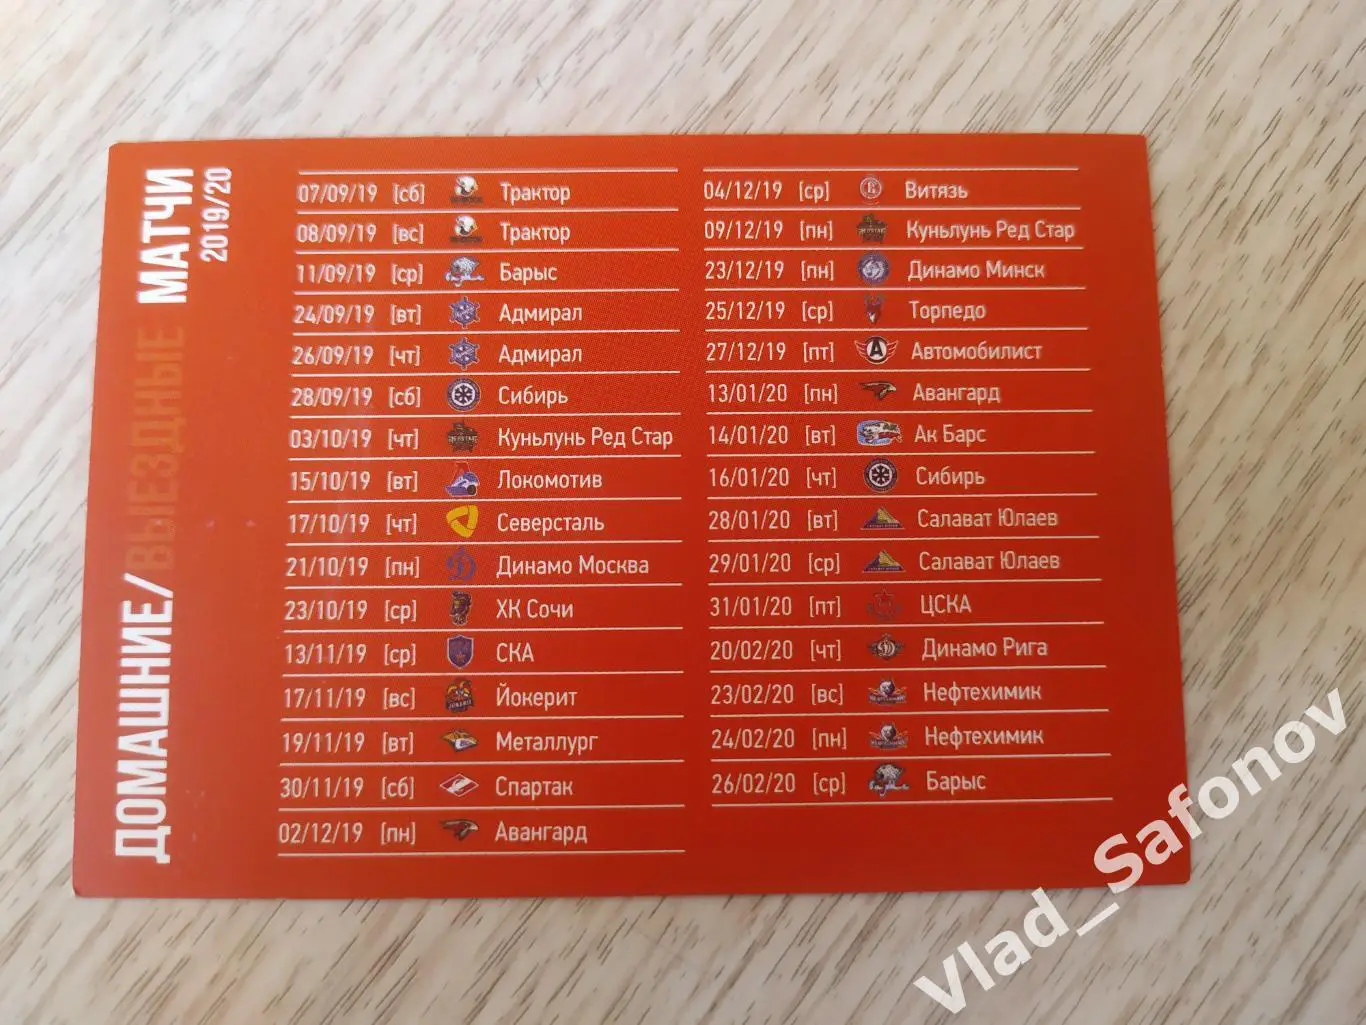 ДОМАШНИЕ/ВЫЕЗДНЫЕ МАТЧИ
2019/20
07/09/19 [сб] Трактор
08/09/19 [вс] Трактор
11/09/19 [ср] Барыс
24/09/19 [вт] Адмирал
26/09/19 [чт] Адмирал
28/09/19 [сб] Сибирь
03/10/19 [чт] Куньлунь Ред Стар
15/10/19 [вт] Локомотив
17/10/19 [чт] Северсталь
21/10/19 [пн] Динамо Москва
23/10/19 [ср] ХК Сочи
13/11/19 [ср] СКА
17/11/19 [вс] Йокерит
19/11/19 [вт] Металлург
30/11/19 [сб] Спартак
02/12/19 [пн] Авангард
04/12/19 [ср] Витязь
09/12/19 [пн] Куньлунь Ред Стар
23/12/19 [пн] Динамо Минск
25/12/19 [ср] Торпедо
27/12/19 [пт] Автомобилист
13/01/20 [пн] Авангард
14/01/20 [вт] Ак Барс
16/01/20 [чт] Сибирь
28/01/20 [вт] Салават Юлаев
29/01/20 [ср] Салават Юлаев
31/01/20 [пт] ЦСКА
20/02/20 [чт] Динамо Рига
23/02/20 [вс] Нефтехимик
24/02/20 [пн] Нефтехимик
26/02/20 [ср] Барыс
Vlad_Safonov